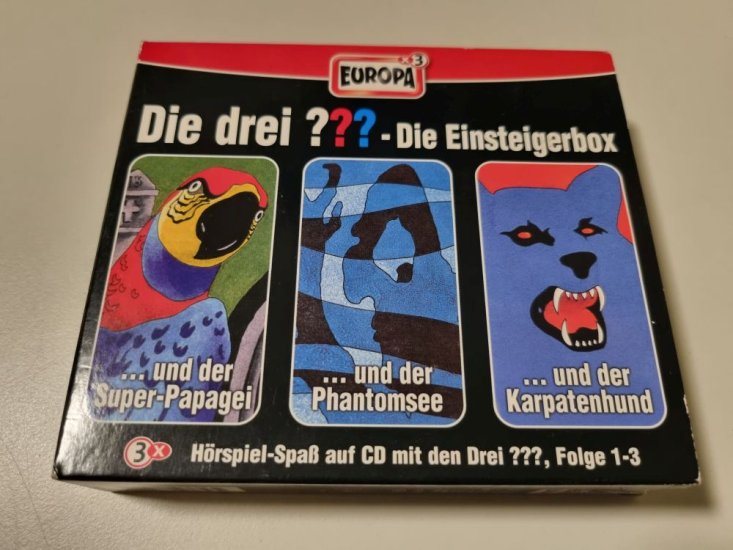 x3
EUROPA
Die drei ??? - Die Einsteigerbox
... und der
Super-Papagei
... und der
Phantomsee
... und der
Karpatenhund
3x Hörspiel-Spaß auf CD mit den Drei ???, Folge 1-3